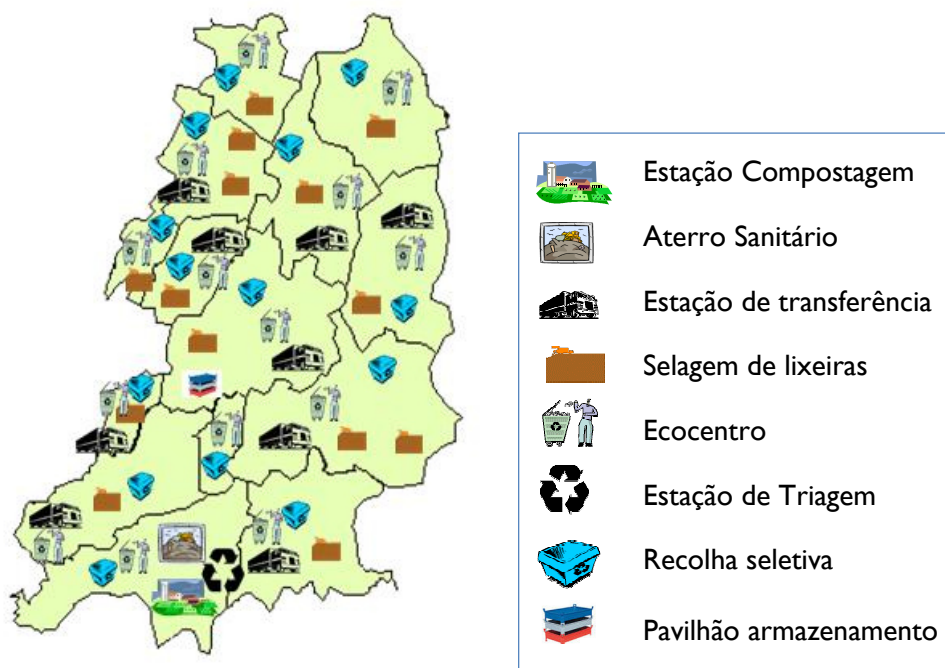 Estação Compostagem
Aterro Sanitário
Estação de transferência
Selagem de lixeiras
Ecocentro
Estação de Triagem
Recolha seletiva
Pavilhão armazenamento